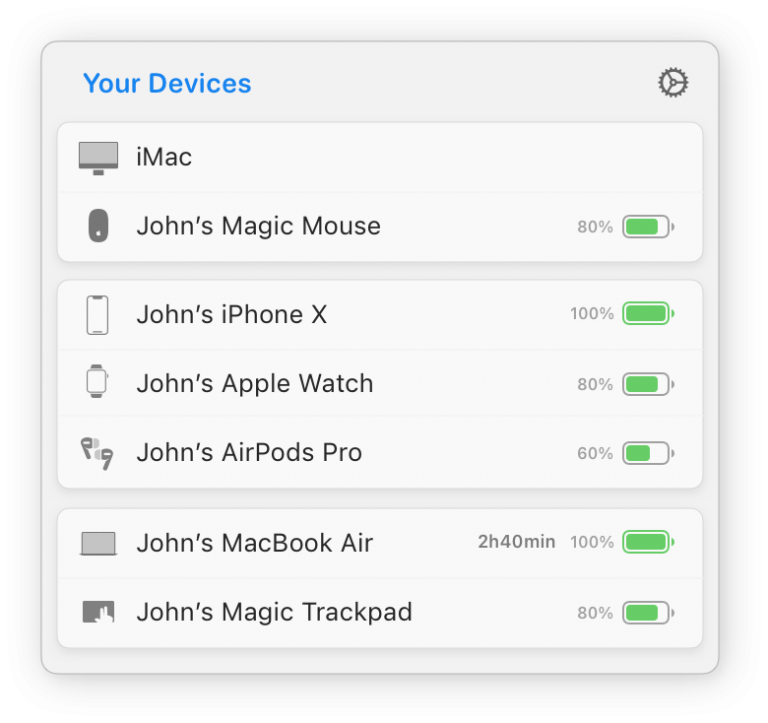 Your Devices
iMac
John’s Magic Mouse 80%
John’s iPhone X 100%
John’s Apple Watch 80%
John’s AirPods Pro 60%
John’s MacBook Air 2h40min 100%
John’s Magic Trackpad 80%